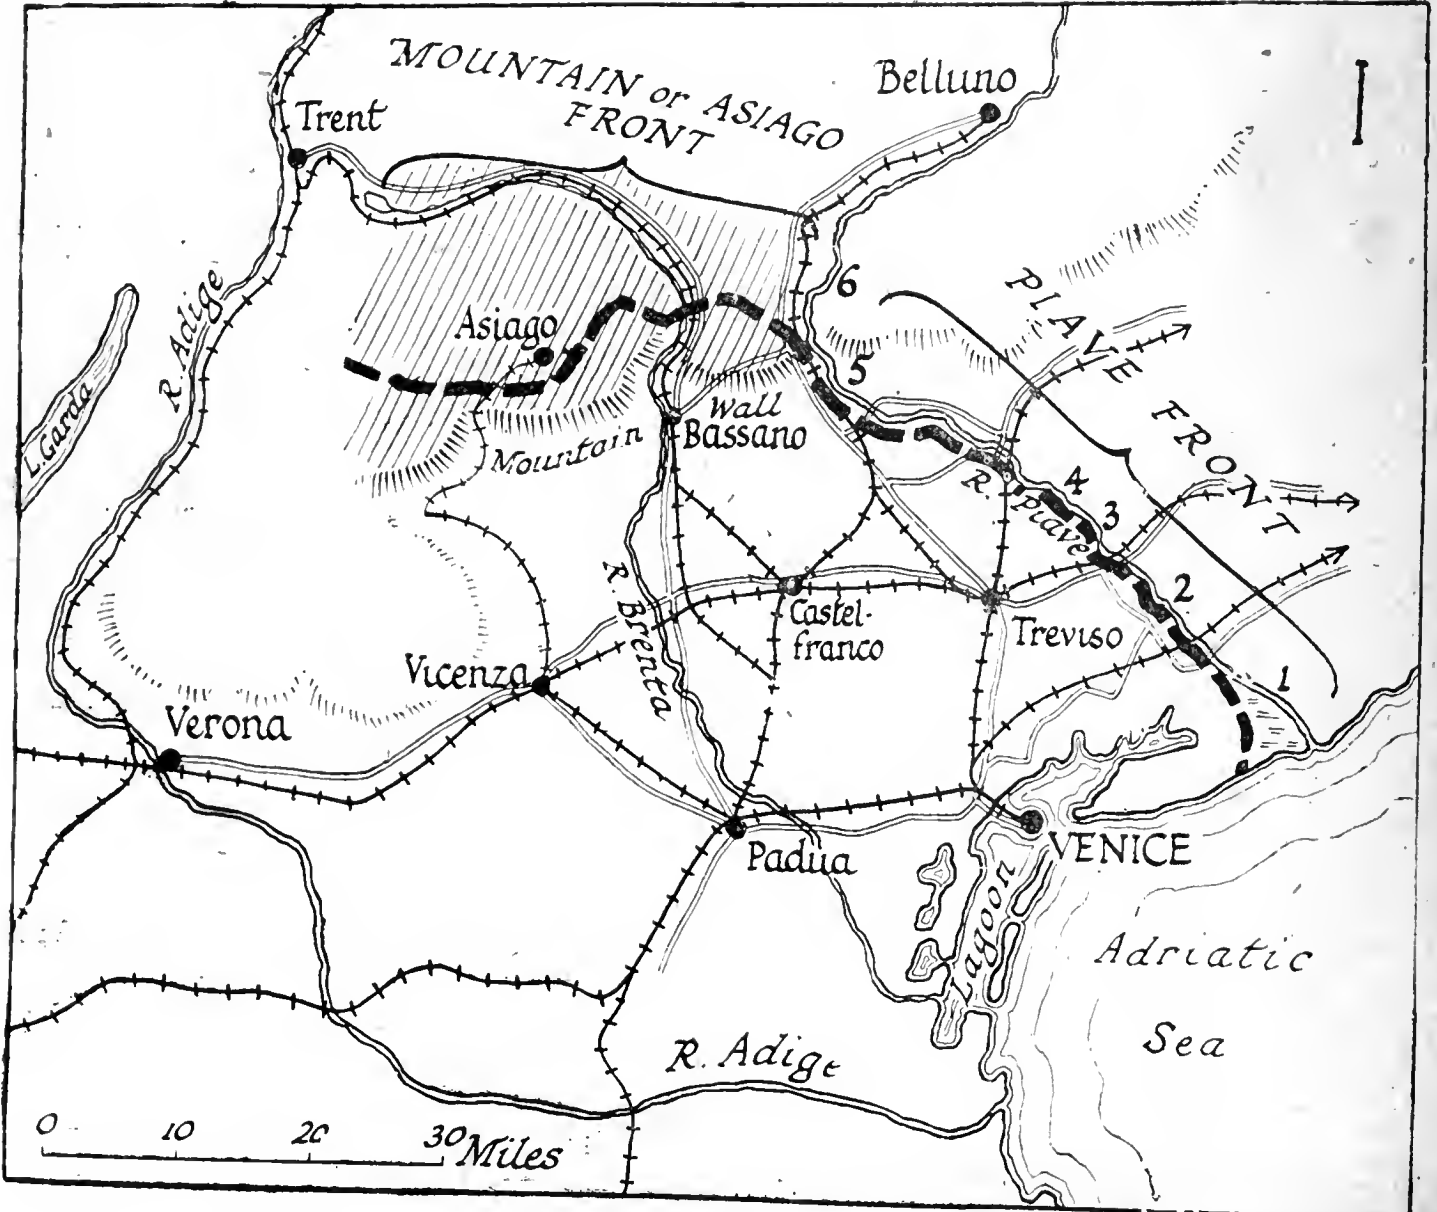 MOUNTAIN or ASIAGO
FRONT
Belluno
I
Trent
R. Adige
L. Garda
Asiago
6
PIAVE FRONT
5
Wall
Mountain
Bassano
R. Piave
4
3
2
1
R. Brenta
Castel-
franco
Treviso
Vicenza
Verona
Padua
VENICE
Lagoon
Adriatic
Sea
R. Adige
0 10 20 30 Miles